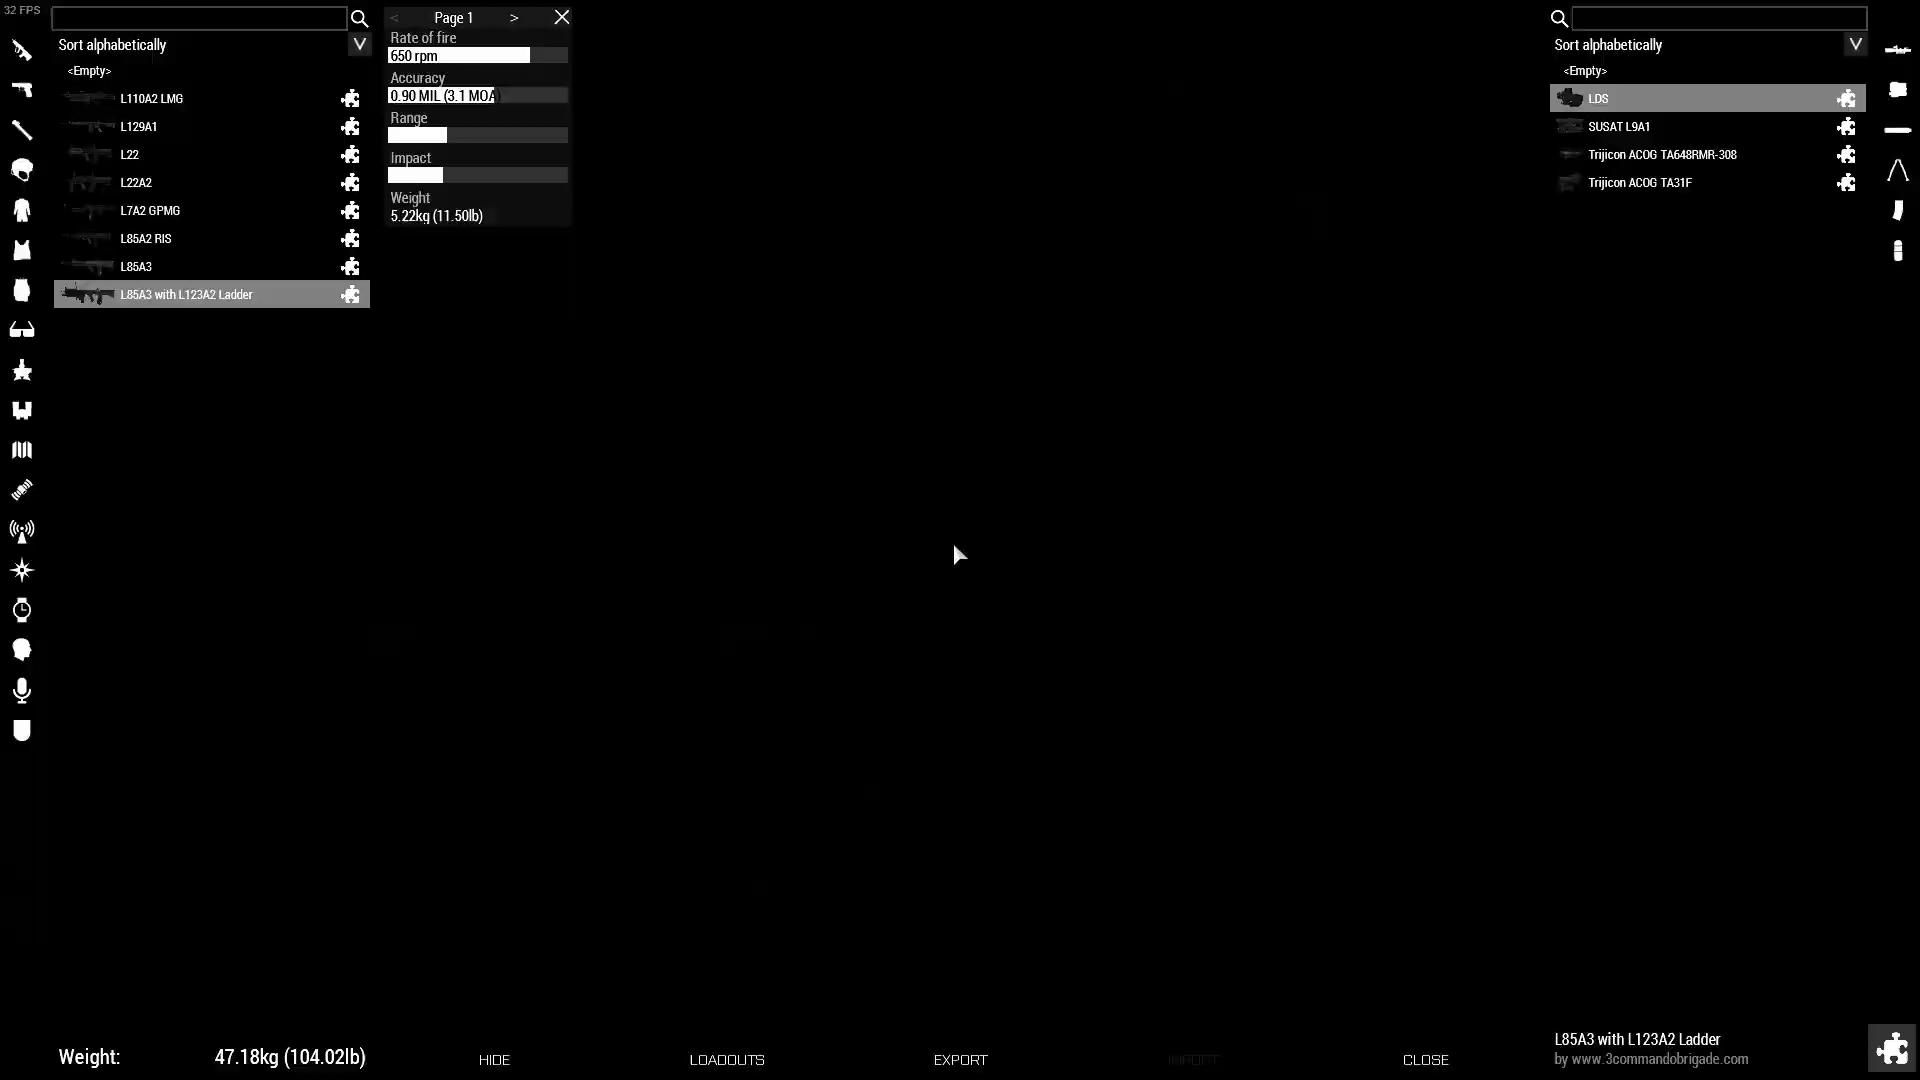 32 FPS
Sort alphabetically
V
<Empty>
L110A2 LMG
L129A1
L22
L22A2
L7A2 GPMG
L85A2 RIS
L85A3
L85A3 with L123A2 Ladder
< Page 1 >
Rate of fire
650 rpm
Accuracy
0.90 MIL (3.1 MOA)
Range
Impact
Weight
5.22kg (11.50lb)
Sort alphabetically
V
<Empty>
LDS
SUSAT L9A1
Trijicon ACOG TA648RMR-308
Trijicon ACOG TA31F
Weight: 47.18kg (104.02lb)
HIDE
LOADOUTS
EXPORT
IMPORT
CLOSE
L85A3 with L123A2 Ladder
by www.3commandobrigade.com